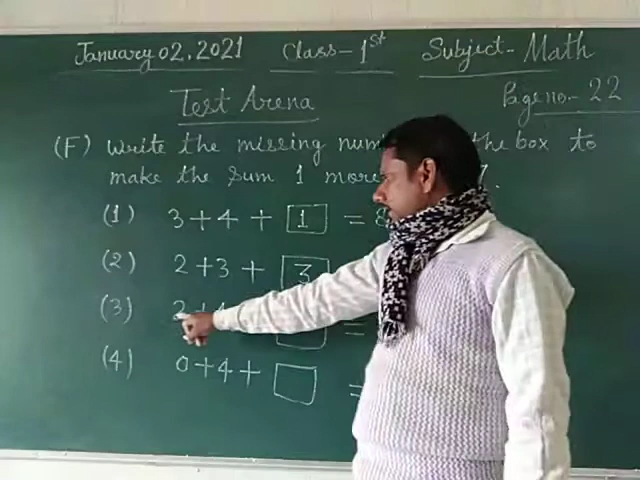 January 02, 2021 Class-1st Subject-Math
Test Arena Page no-22
(F) Write the missing num the box to
make the sum 1 more 7.
(1) 3+4+ 1 = 8
(2) 2+3+ 3
(3)
(4) 0+4+ =